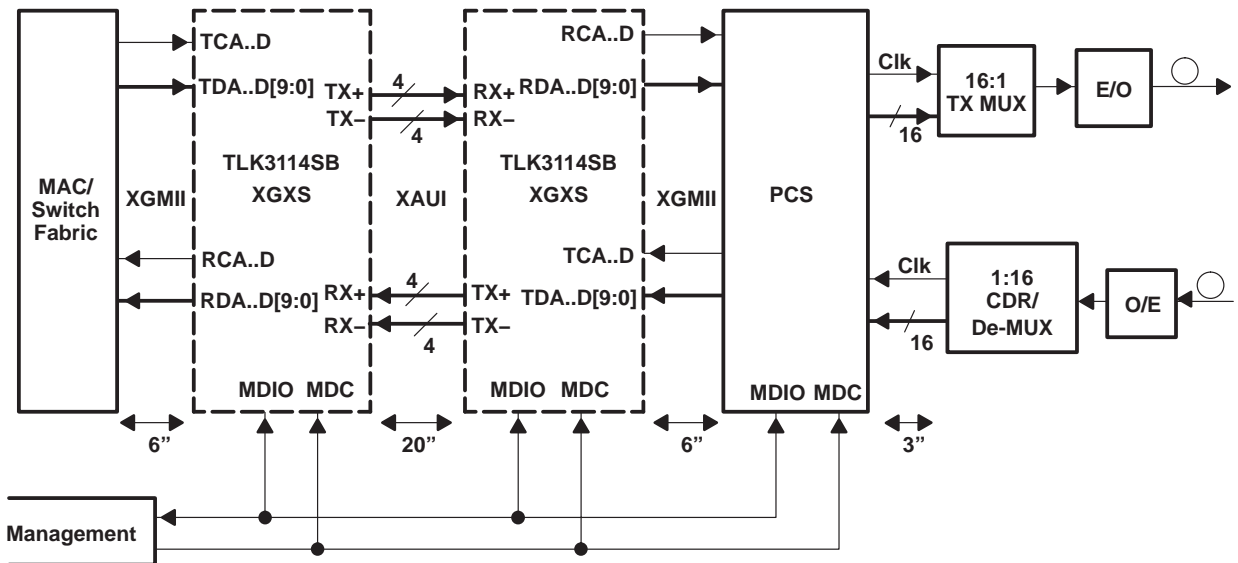 MAC/
Switch
Fabric
XGMII
6”
TCA..D
TDA..D[9:0]
TX+
TX–
TLK3114SB
XGXS
RCA..D
RDA..D[9:0]
RX+
RX–
MDIO MDC
4
4
XAUI
4
4
20”
RCA..D
RX+ RDA..D[9:0]
RX–
TLK3114SB
XGXS
TCA..D
TX+ TDA..D[9:0]
TX–
MDIO MDC
XGMII
6”
PCS
MDIO MDC
Clk
16
16:1
TX MUX
E/O
Clk
16
1:16
CDR/
De-MUX
O/E
3”
Management